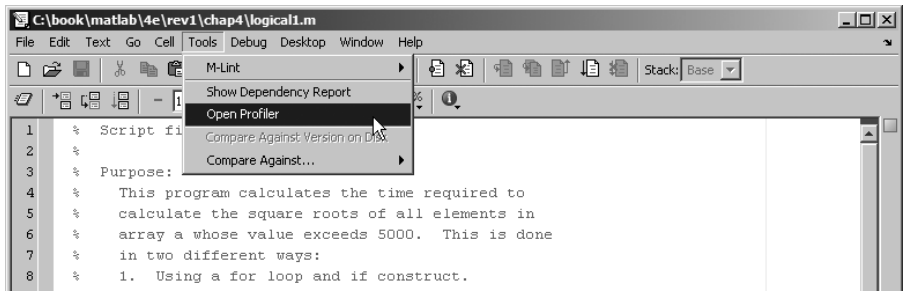 C:\book\matlab\4e\rev1\chap4\logical1.m
File Edit Text Go Cell Tools Debug Desktop Window Help
M-Lint
Stack: Base
Show Dependency Report
- 1
%
Open Profiler
Compare Against Version on Disk
Compare Against...
1 % Script fi
2 %
3 % Purpose:
4 % This program calculates the time required to
5 % calculate the square roots of all elements in
6 % array a whose value exceeds 5000. This is done
7 % in two different ways:
8 % 1. Using a for loop and if construct.